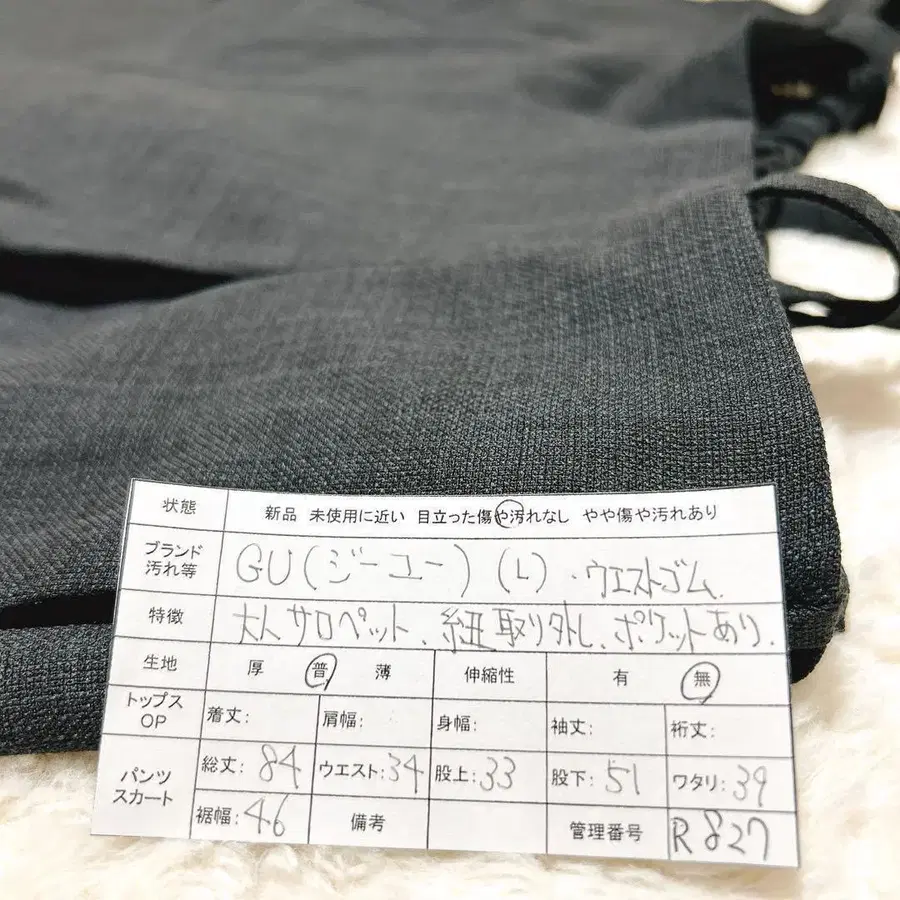 状態 新品 未使用に近い 目立った傷や汚れなし やや傷や汚れあり
ブランド 汚れ等 GU(ジーユー) (L)・ウエストゴム.
特徴 大人サロペット、紐取り外し、ポケットあり.
生地 厚 普 薄 伸縮性 有 無
トップス OP 着丈: 肩幅: 身幅: 袖丈: 裄丈:
パンツ スカート 総丈:84 ウエスト:34 股上:33 股下:51 ワタリ:39
裾幅:46 備考 管理番号 R827